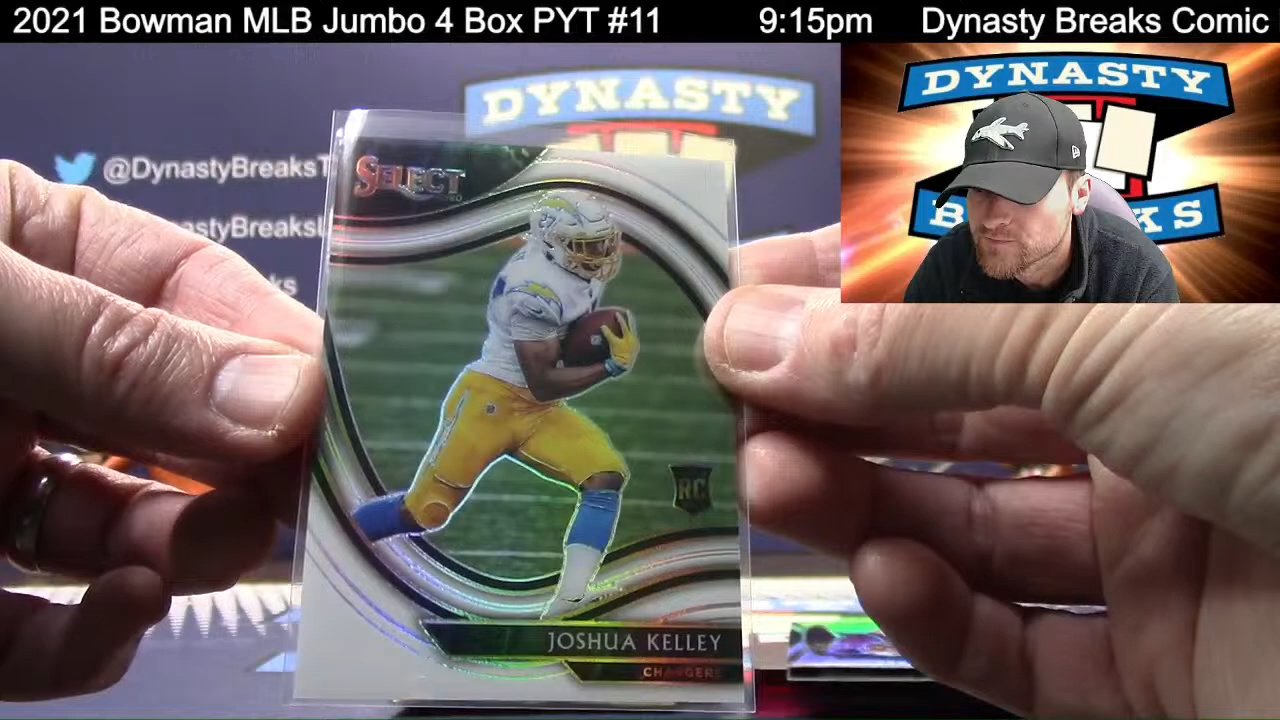 2021 Bowman MLB Jumbo 4 Box PYT #11 9:15pm Dynasty Breaks Comic
DYNASTY
DYNASTY
@DynastyBreaksT
SELECT
RC
JOSHUA KELLEY
CHARGERS